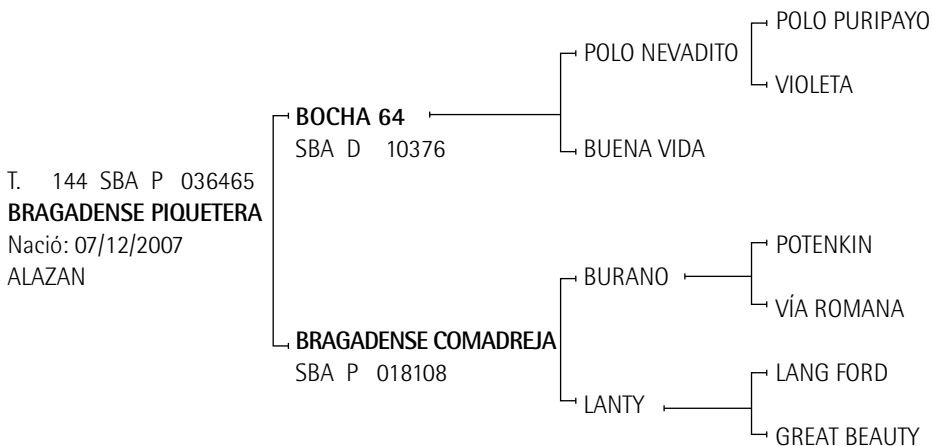 T. 144 SBA P 036465
BRAGADENSE PIQUETERA
Nació: 07/12/2007
ALAZAN
BOCHA 64
SBA D 10376
BRAGADENSE COMADREJA
SBA P 018108
POLO NEVADITO
BUENA VIDA
BURANO
LANTY
POLO PURIPAYO
VIOLETA
POTENKIN
VÍA ROMANA
LANG FORD
GREAT BEAUTY